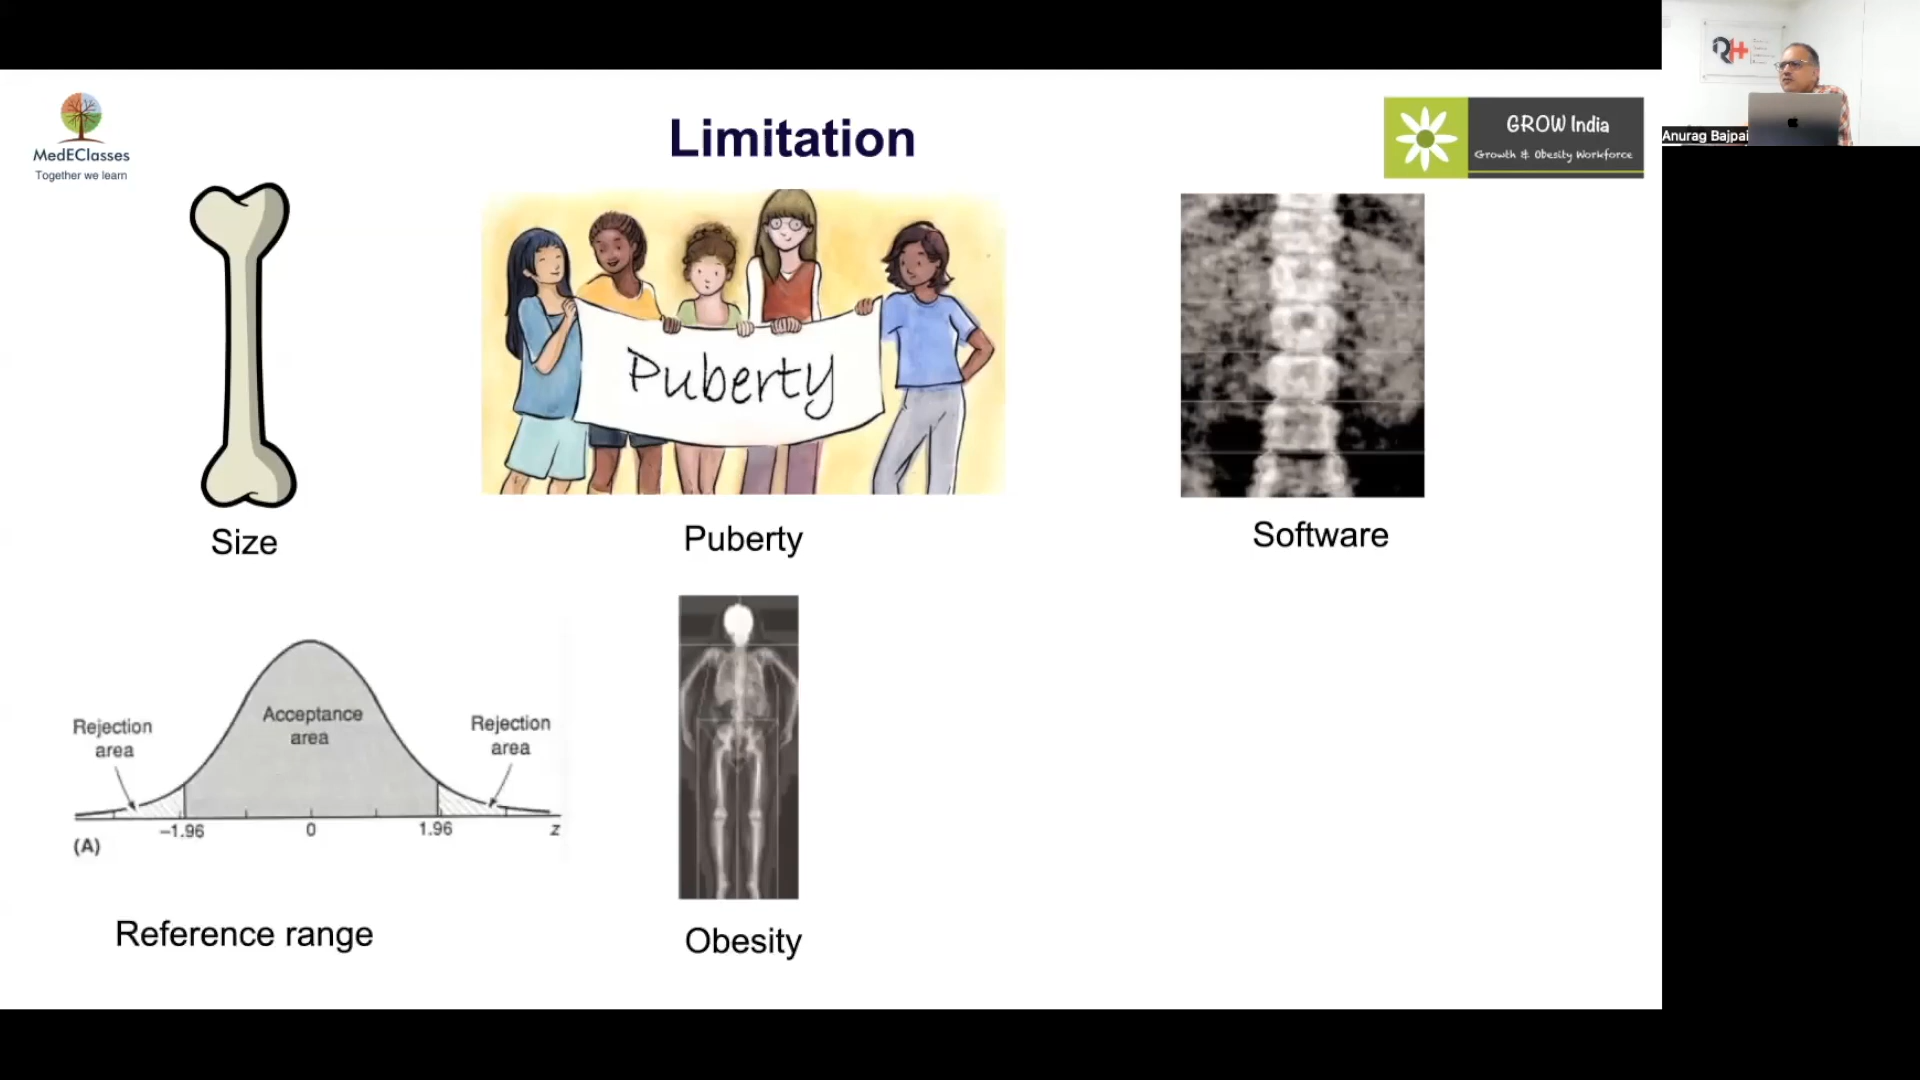 MedEClasses
Together we learn
Limitation
GROW India
Growth & Obesity Workforce
Anurag Bajpai
Puberty
Size
Puberty
Software
Rejection
area
Acceptance
area
Rejection
area
-1.96
0
1.96
z
(A)
Reference range
Obesity